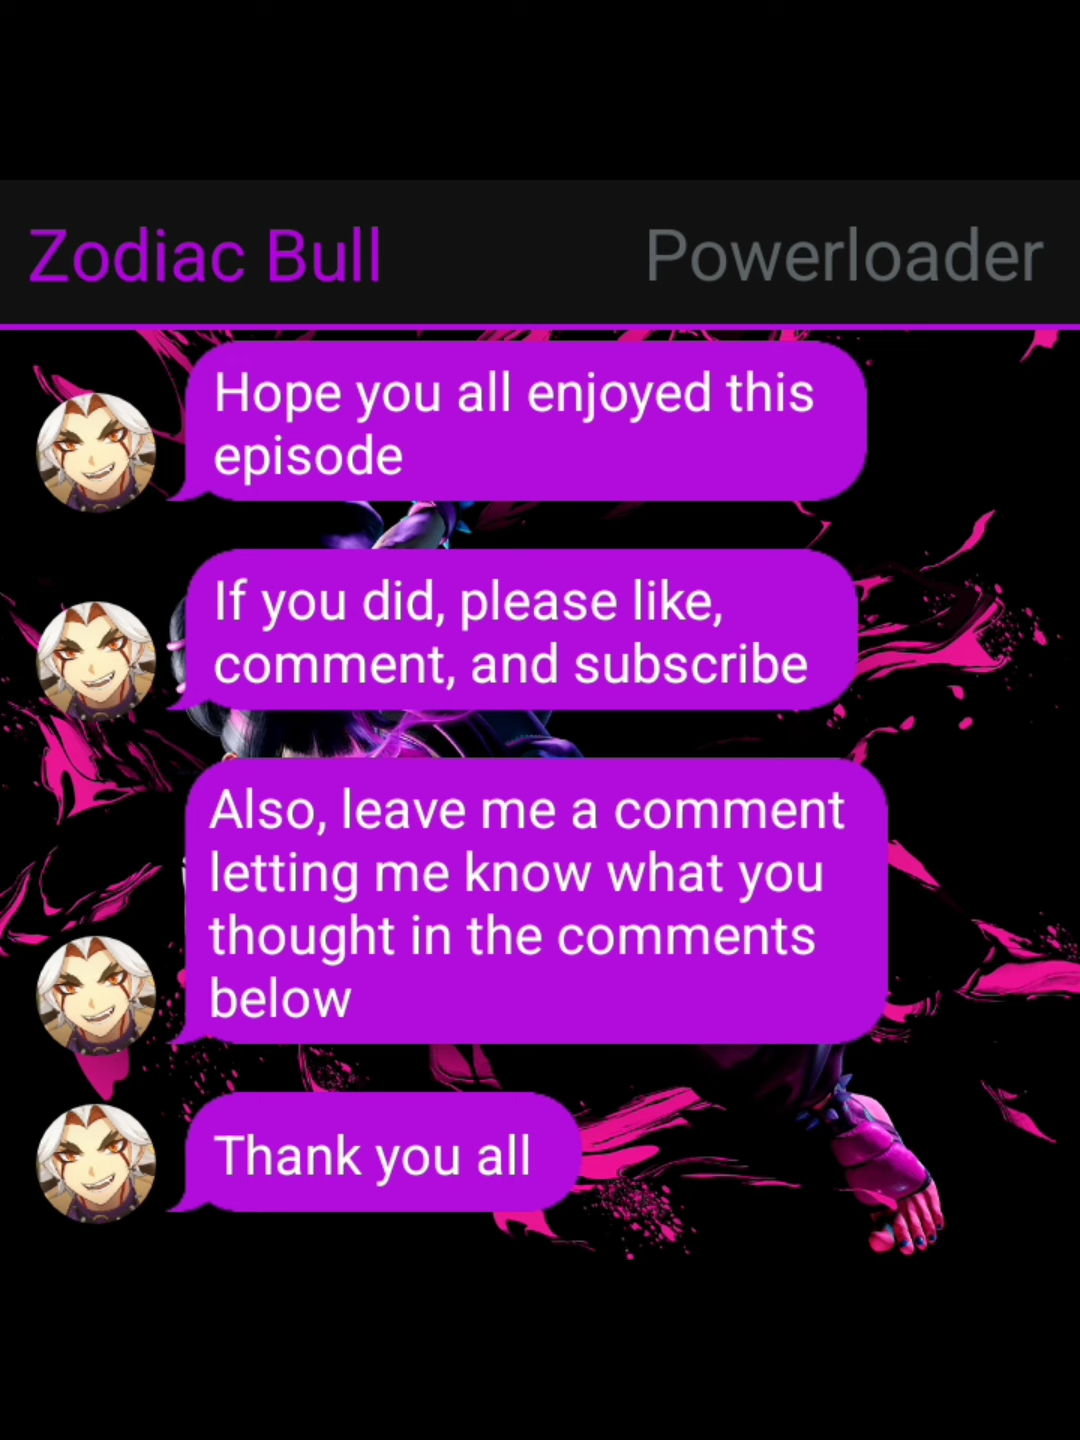 Zodiac Bull
Powerloader
Hope you all enjoyed this
episode
If you did, please like,
comment, and subscribe
Also, leave me a comment
letting me know what you
thought in the comments
below
Thank you all